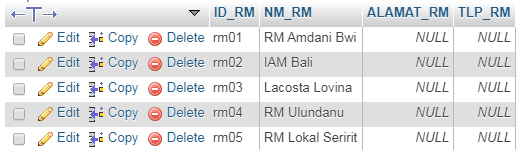 ID_RM NM_RM ALAMAT_RM TLP_RM
Edit Copy Delete rm01 RM Amdani Bwi NULL NULL
Edit Copy Delete rm02 IAM Bali NULL NULL
Edit Copy Delete rm03 Lacosta Lovina NULL NULL
Edit Copy Delete rm04 RM Ulundanu NULL NULL
Edit Copy Delete rm05 RM Lokal Seririt NULL NULL